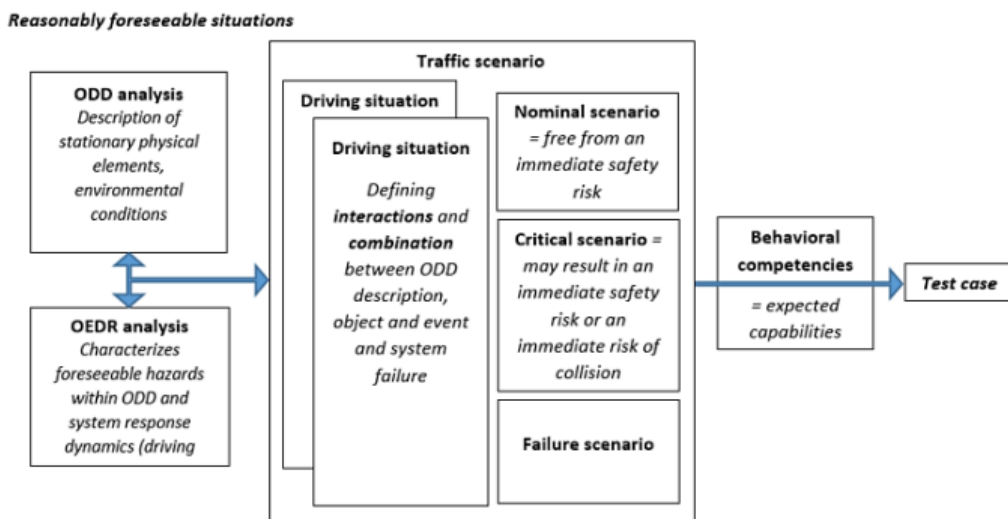 Reasonably foreseeable situations
ODD analysis
Description of
stationary physical
elements,
environmental
conditions
OEDR analysis
Characterizes
foreseeable hazards
within ODD and
system response
dynamics (driving
Traffic scenario
Driving situation
Driving situation
Defining
interactions and
combination
between ODD
description,
object and event
and system
failure
Nominal scenario
= free from an
immediate safety
risk
Critical scenario =
may result in an
immediate safety
risk or an
immediate risk of
collision
Failure scenario
Behavioral
competencies
= expected
capabilities
Test case